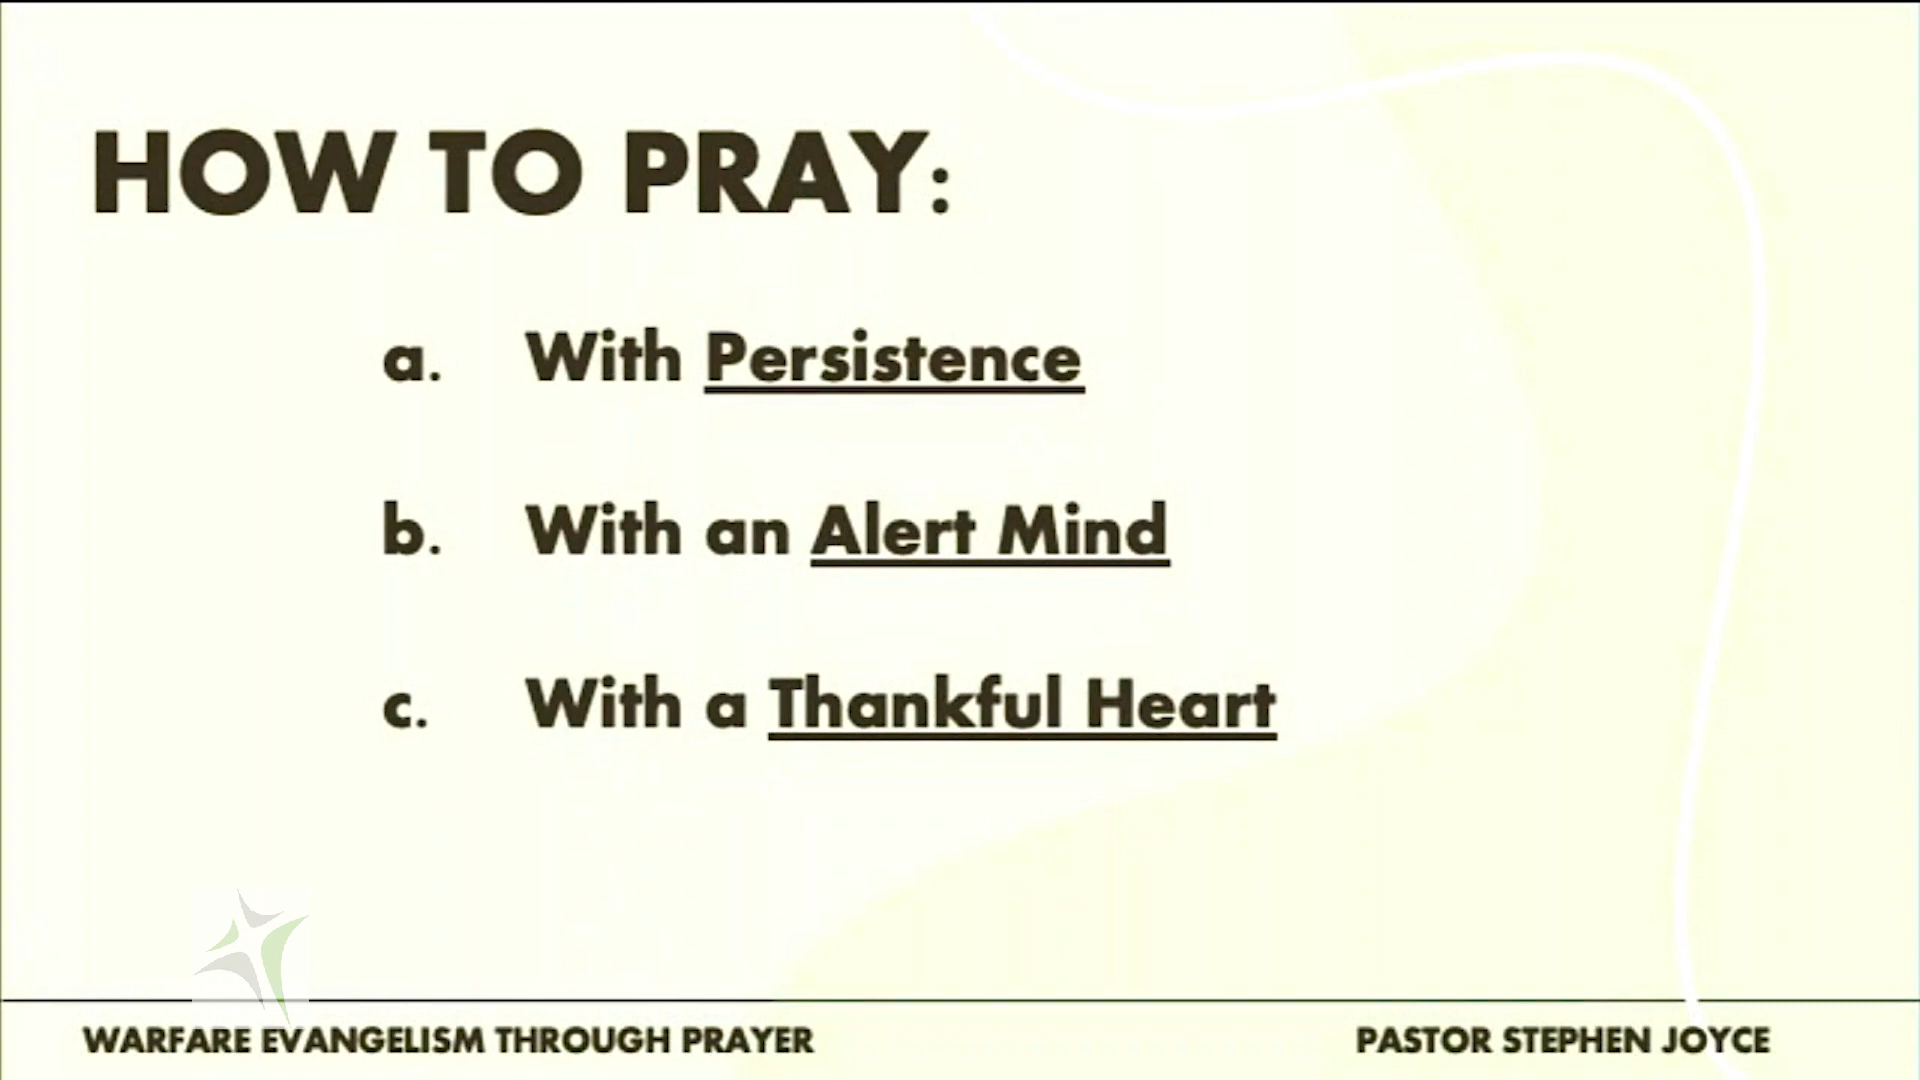 HOW TO PRAY:
a. With Persistence
b. With an Alert Mind
c. With a Thankful Heart
WARFARE EVANGELISM THROUGH PRAYER
PASTOR STEPHEN JOYCE